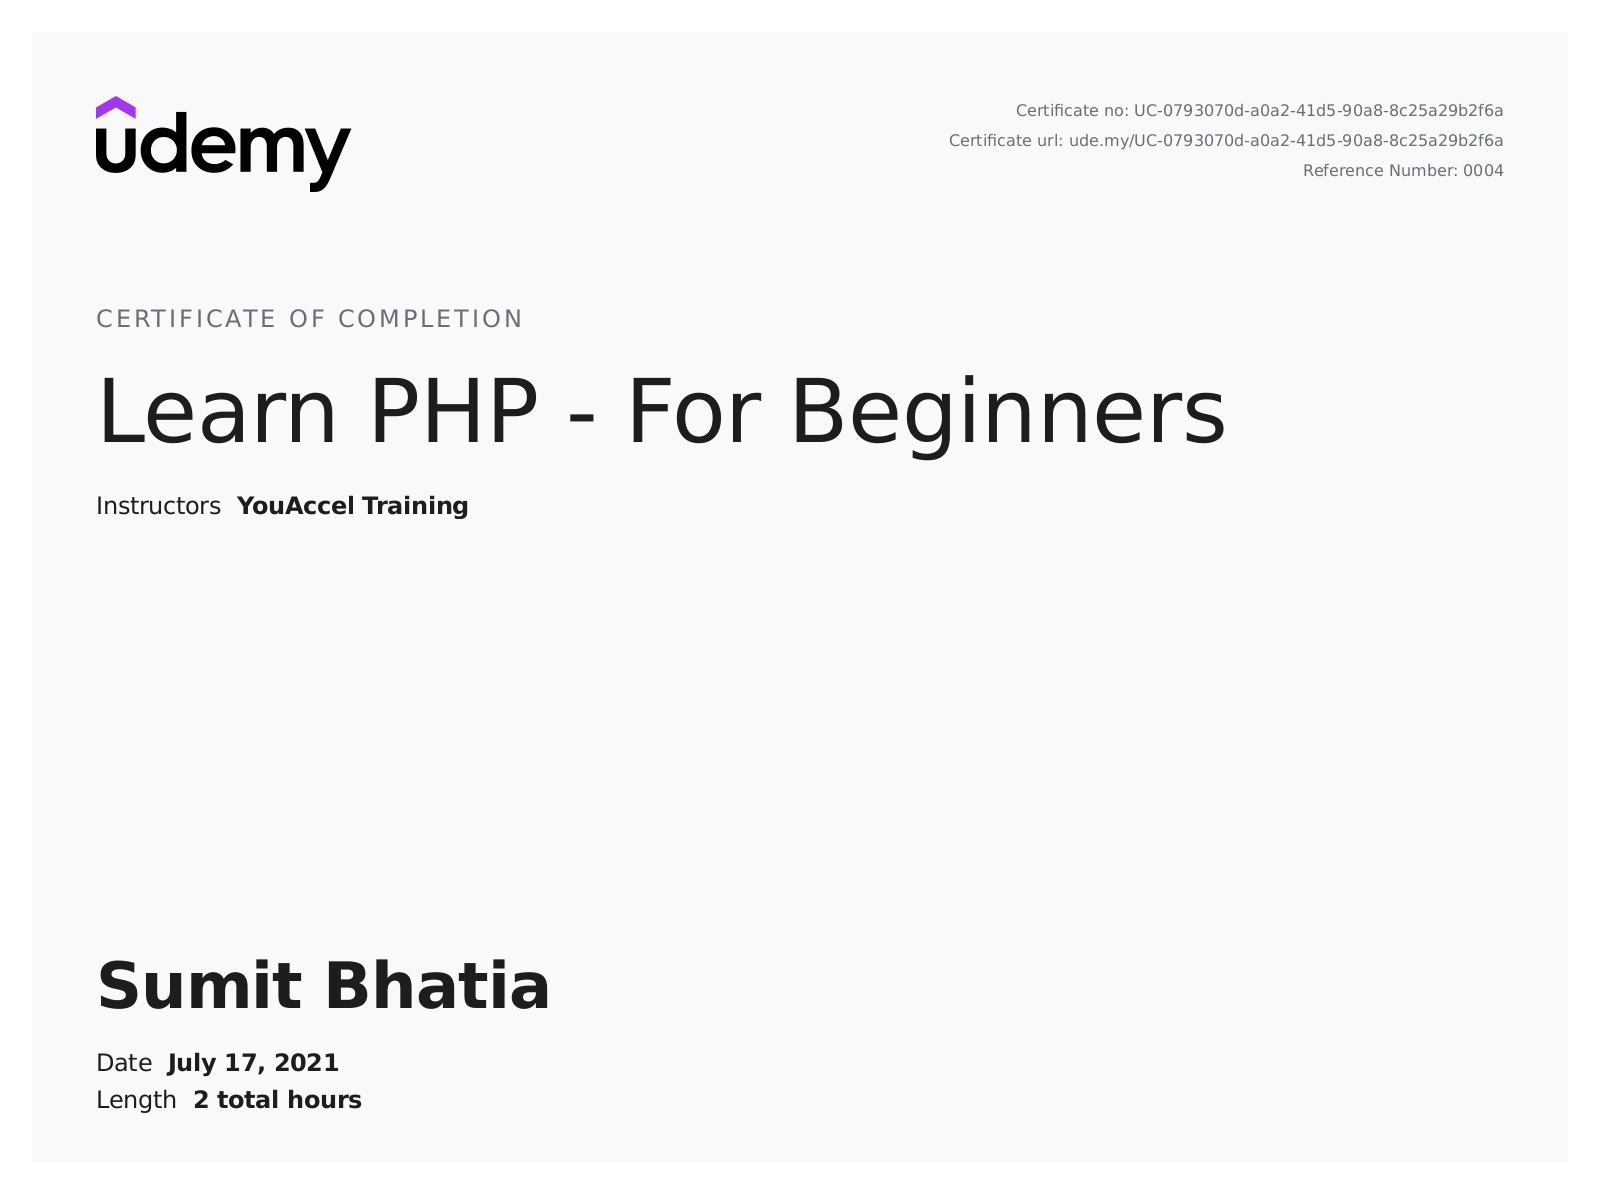 udemy
Certificate no: UC-0793070d-a0a2-41d5-90a8-8c25a29b2f6a
Certificate url: ude.my/UC-0793070d-a0a2-41d5-90a8-8c25a29b2f6a
Reference Number: 0004
CERTIFICATE OF COMPLETION
Learn PHP - For Beginners
Instructors YouAccel Training
Sumit Bhatia
Date July 17, 2021
Length 2 total hours